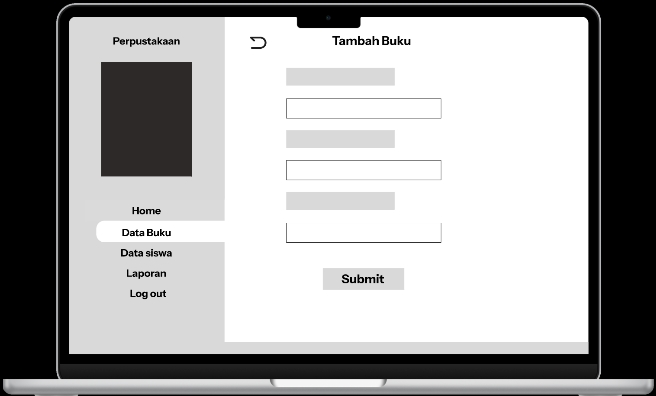 Perpustakaan
Home
Data Buku
Data siswa
Laporan
Log out
Tambah Buku
Submit